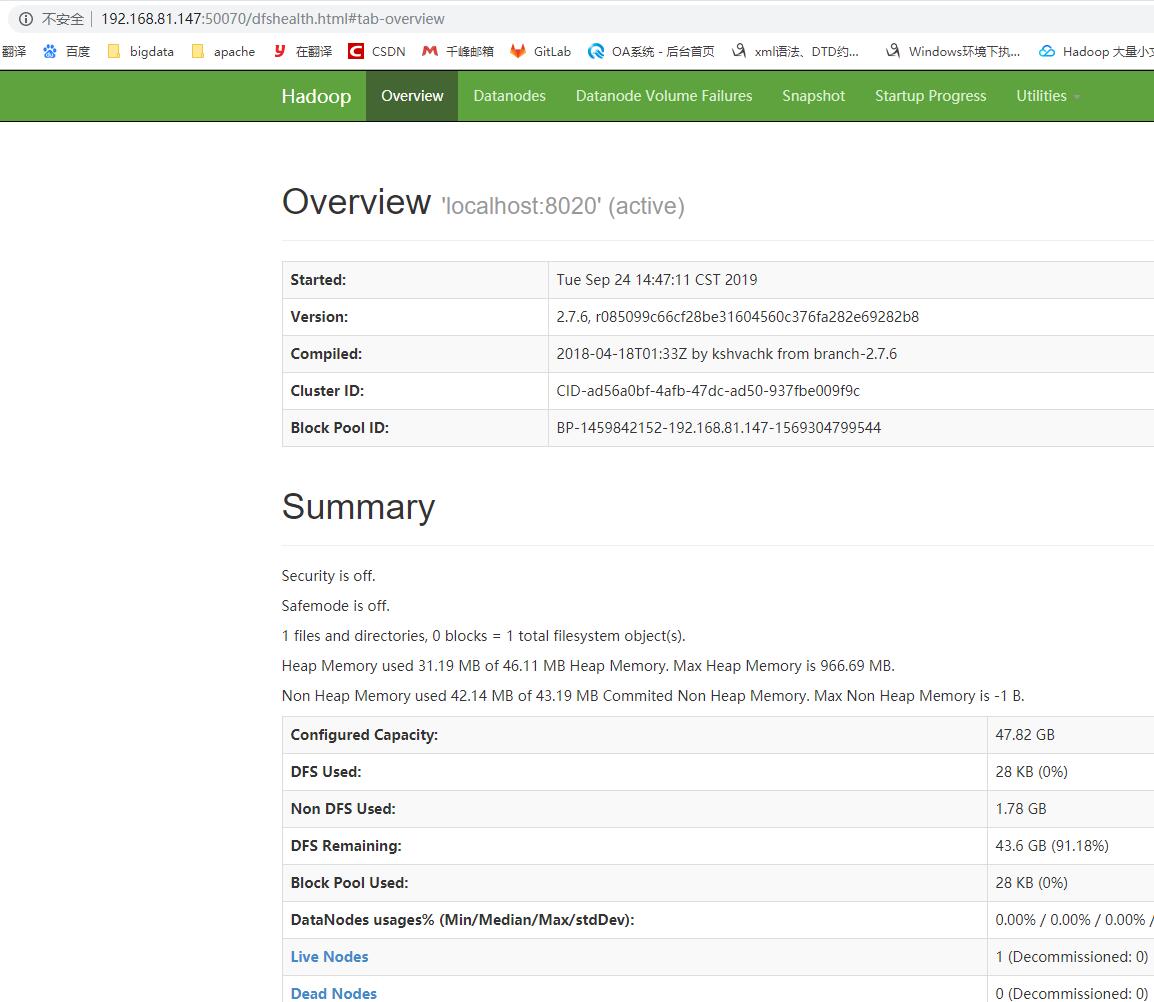 不安全 192.168.81.147:50070/dfshealth.html#tab-overview
翻译 百度 bigdata apache 在翻译 CSDN 千峰邮箱 GitLab OA系统 - 后台首页 xml语法、DTD约... Windows环境下执... Hadoop 大量小文
Hadoop Overview Datanodes Datanode Volume Failures Snapshot Startup Progress Utilities
Overview 'localhost:8020' (active)
Started: Tue Sep 24 14:47:11 CST 2019
Version: 2.7.6, r085099c66cf28be31604560c376fa282e69282b8
Compiled: 2018-04-18T01:33Z by kshvachk from branch-2.7.6
Cluster ID: CID-ad56a0bf-4afb-47dc-ad50-937fbe009f9c
Block Pool ID: BP-1459842152-192.168.81.147-1569304799544
Summary
Security is off.
Safemode is off.
1 files and directories, 0 blocks = 1 total filesystem object(s).
Heap Memory used 31.19 MB of 46.11 MB Heap Memory. Max Heap Memory is 966.69 MB.
Non Heap Memory used 42.14 MB of 43.19 MB Commited Non Heap Memory. Max Non Heap Memory is -1 B.
Configured Capacity: 47.82 GB
DFS Used: 28 KB (0%)
Non DFS Used: 1.78 GB
DFS Remaining: 43.6 GB (91.18%)
Block Pool Used: 28 KB (0%)
DataNodes usages% (Min/Median/Max/stdDev): 0.00% / 0.00% / 0.00% /
Live Nodes 1 (Decommissioned: 0)
Dead Nodes 0 (Decommissioned: 0)